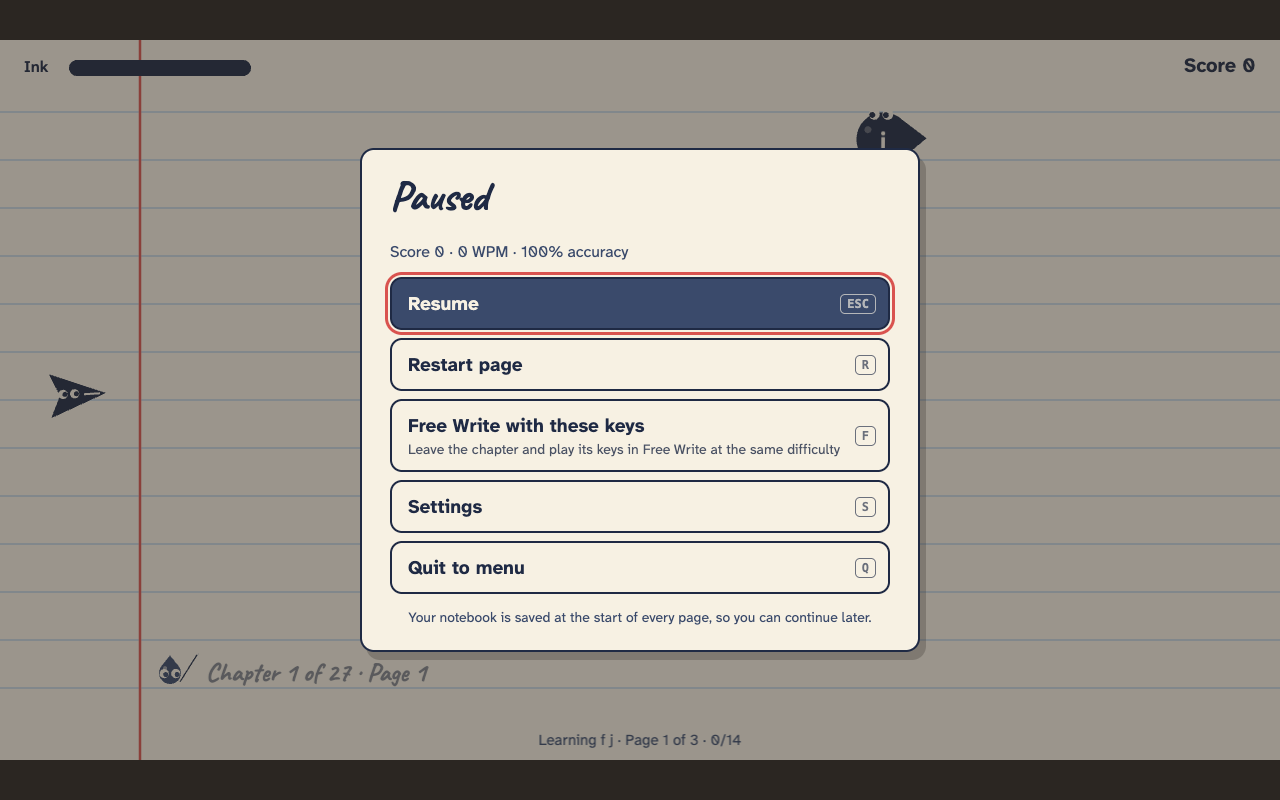 Ink
Score 0
j
Paused
Score 0 · 0 WPM · 100% accuracy
Resume
ESC
Restart page
R
Free Write with these keys
Leave the chapter and play its keys in Free Write at the same difficulty
F
Settings
S
Quit to menu
Q
Your notebook is saved at the start of every page, so you can continue later.
Chapter 1 of 27 · Page 1
Learning f j · Page 1 of 3 · 0/14